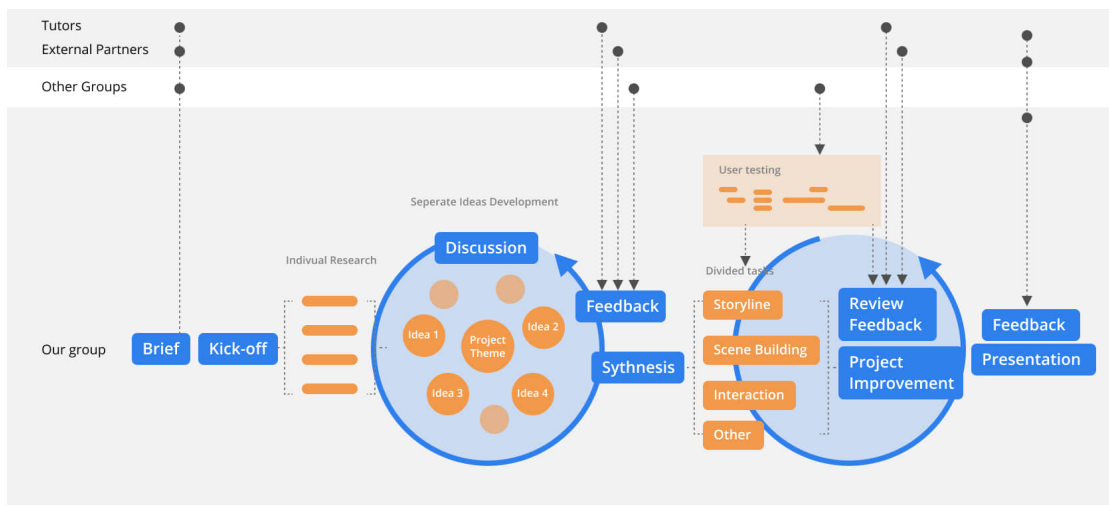 Tutors
External Partners
Other Groups
User testing
Seperate Ideas Development
Discussion
Indivual Research
Divided tasks
Idea 1
Project
Theme
Idea 2
Idea 3
Idea 4
Feedback
Sythnesis
Storyline
Scene Building
Interaction
Other
Review
Feedback
Project
Improvement
Feedback
Presentation
Our group
Brief
Kick-off